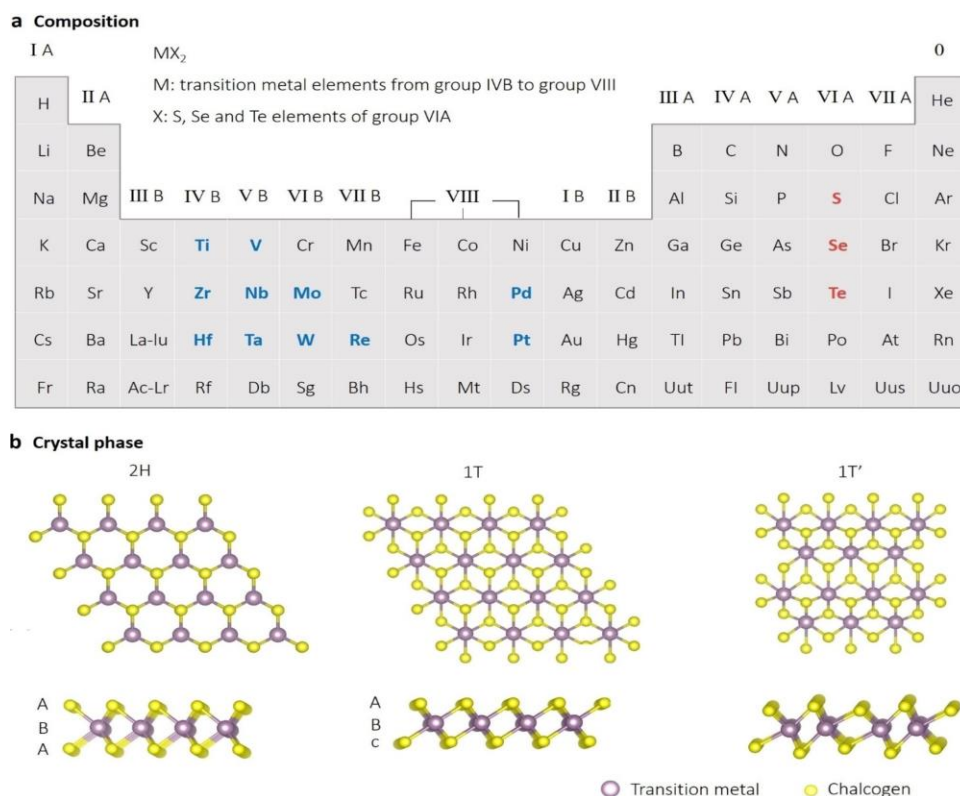 a Composition
I A
0
MX2
M: transition metal elements from group IVB to group VIII
X: S, Se and Te elements of group VIA
II A III A IV A V A VI A VII A
H He
Li Be B C N O F Ne
III B IV B V B VI B VII B VIII I B II B
Na Mg Al Si P S Cl Ar
K Ca Sc Ti V Cr Mn Fe Co Ni Cu Zn Ga Ge As Se Br Kr
Rb Sr Y Zr Nb Mo Tc Ru Rh Pd Ag Cd In Sn Sb Te I Xe
Cs Ba La-lu Hf Ta W Re Os Ir Pt Au Hg Tl Pb Bi Po At Rn
Fr Ra Ac-Lr Rf Db Sg Bh Hs Mt Ds Rg Cn Uut Fl Uup Lv Uus Uuo
b Crystal phase
2H 1T 1T’
A A
B B
A c
Transition metal Chalcogen